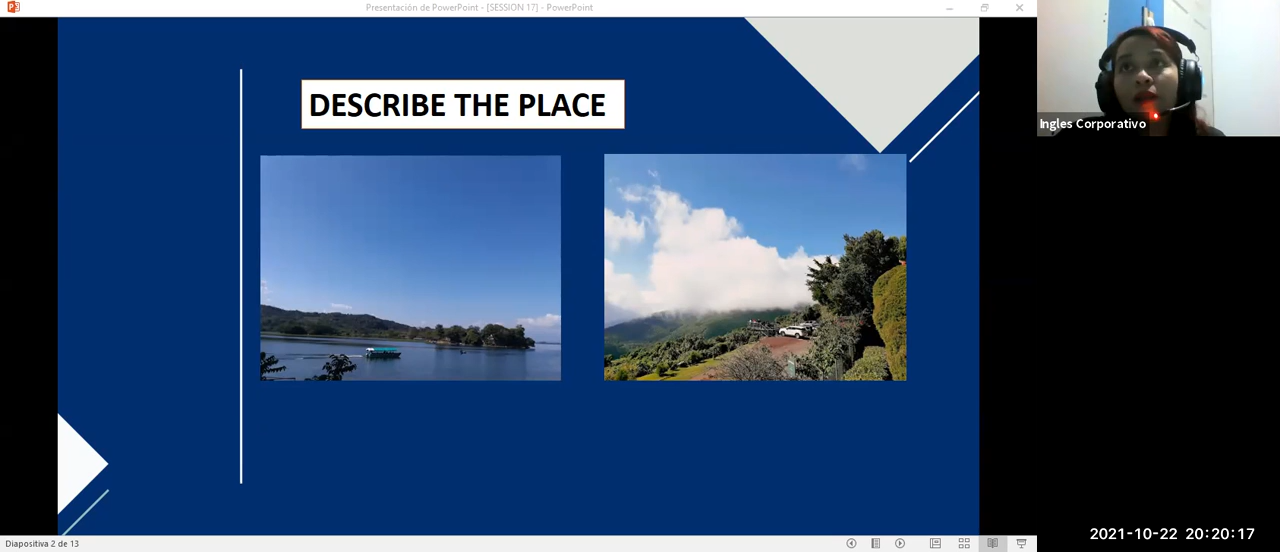 Presentación de PowerPoint - [SESSION 17] - PowerPoint
DESCRIBE THE PLACE
Ingles Corporativo
2021-10-22 20:20:17
Diapositiva 2 de 13